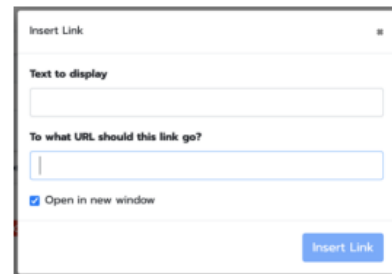 Insert Link
Text to display
To what URL should this link go?
Open in new window
Insert Link